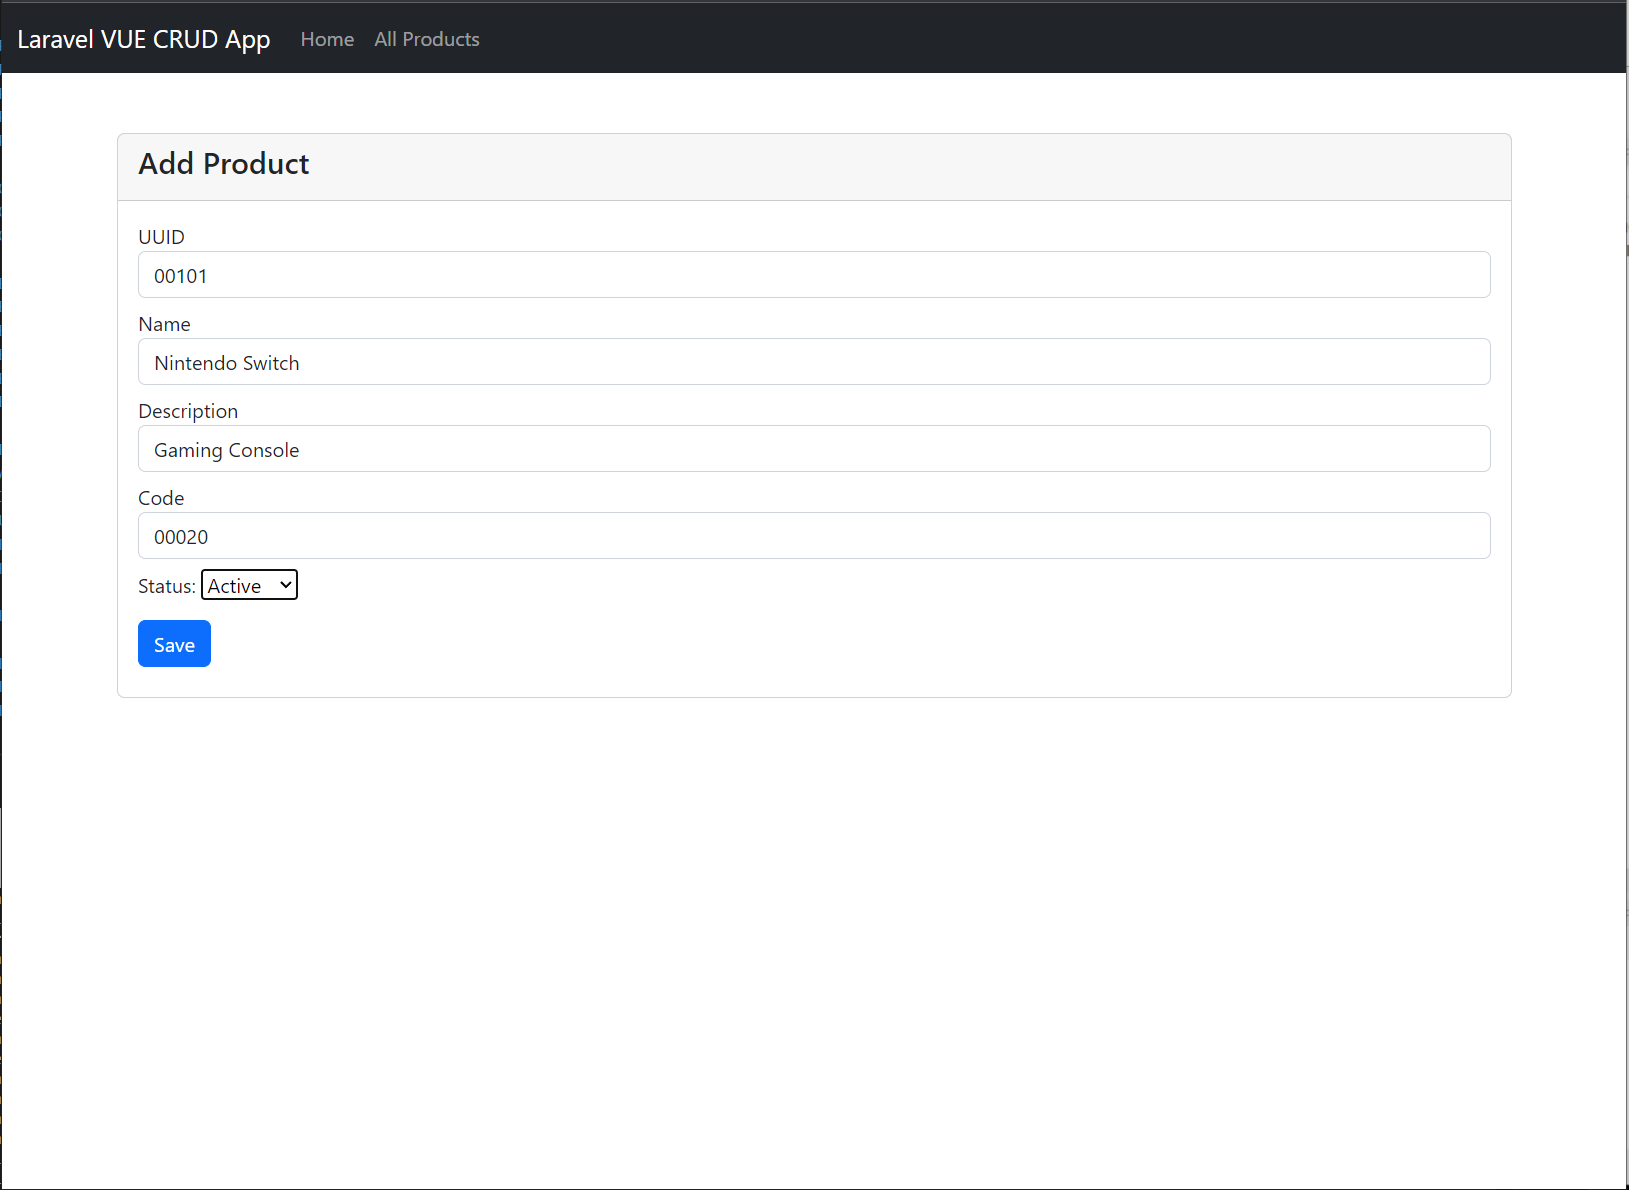 Laravel VUE CRUD App Home All Products
Add Product
UUID
00101
Name
Nintendo Switch
Description
Gaming Console
Code
00020
Status: Active
Save